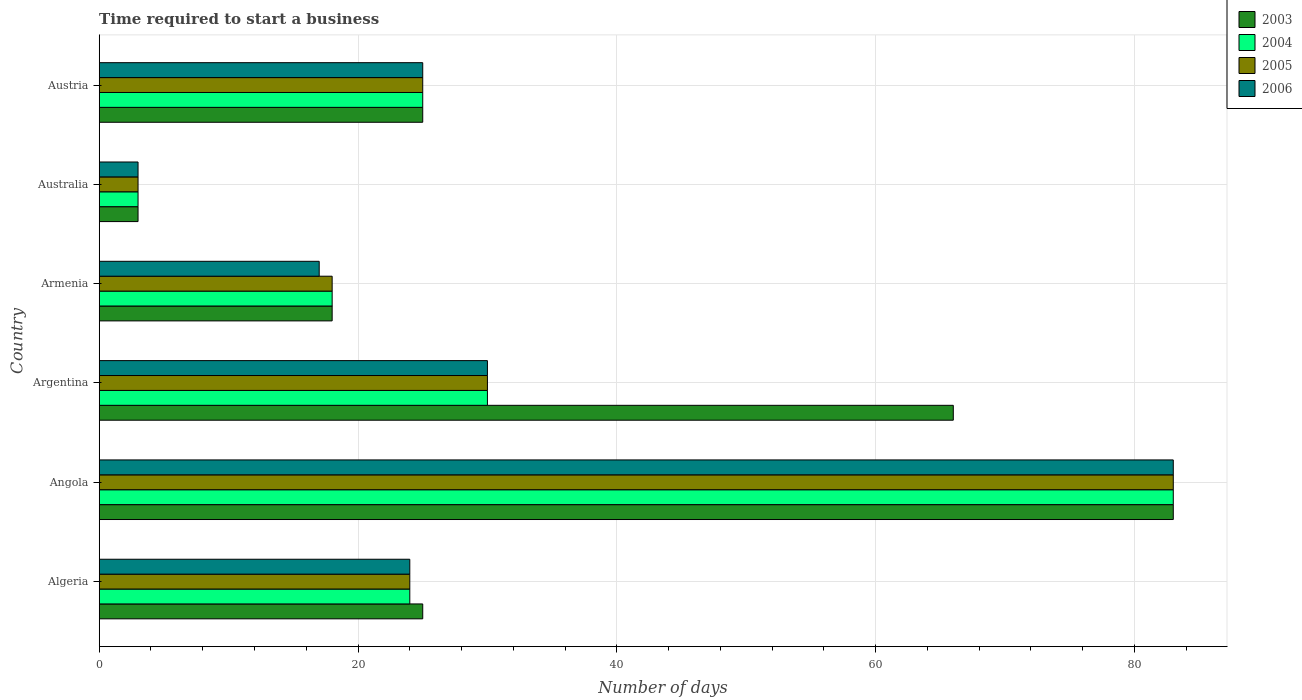 Time required to start a business
2003
2004
2005
2006
Austria
Australia
Armenia
Argentina
Angola
Algeria
Country
0
20
40
60
80
Number of days